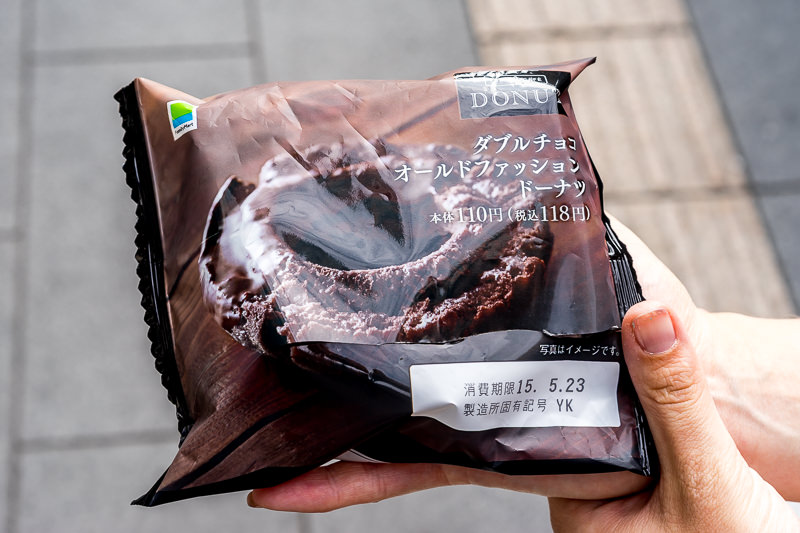 FamilyMart
DONU
ダブルチョコ
オールドファッション
ドーナツ
本体110円(税込118円)
写真はイメージです。
消費期限15. 5.23
製造所固有記号 YK